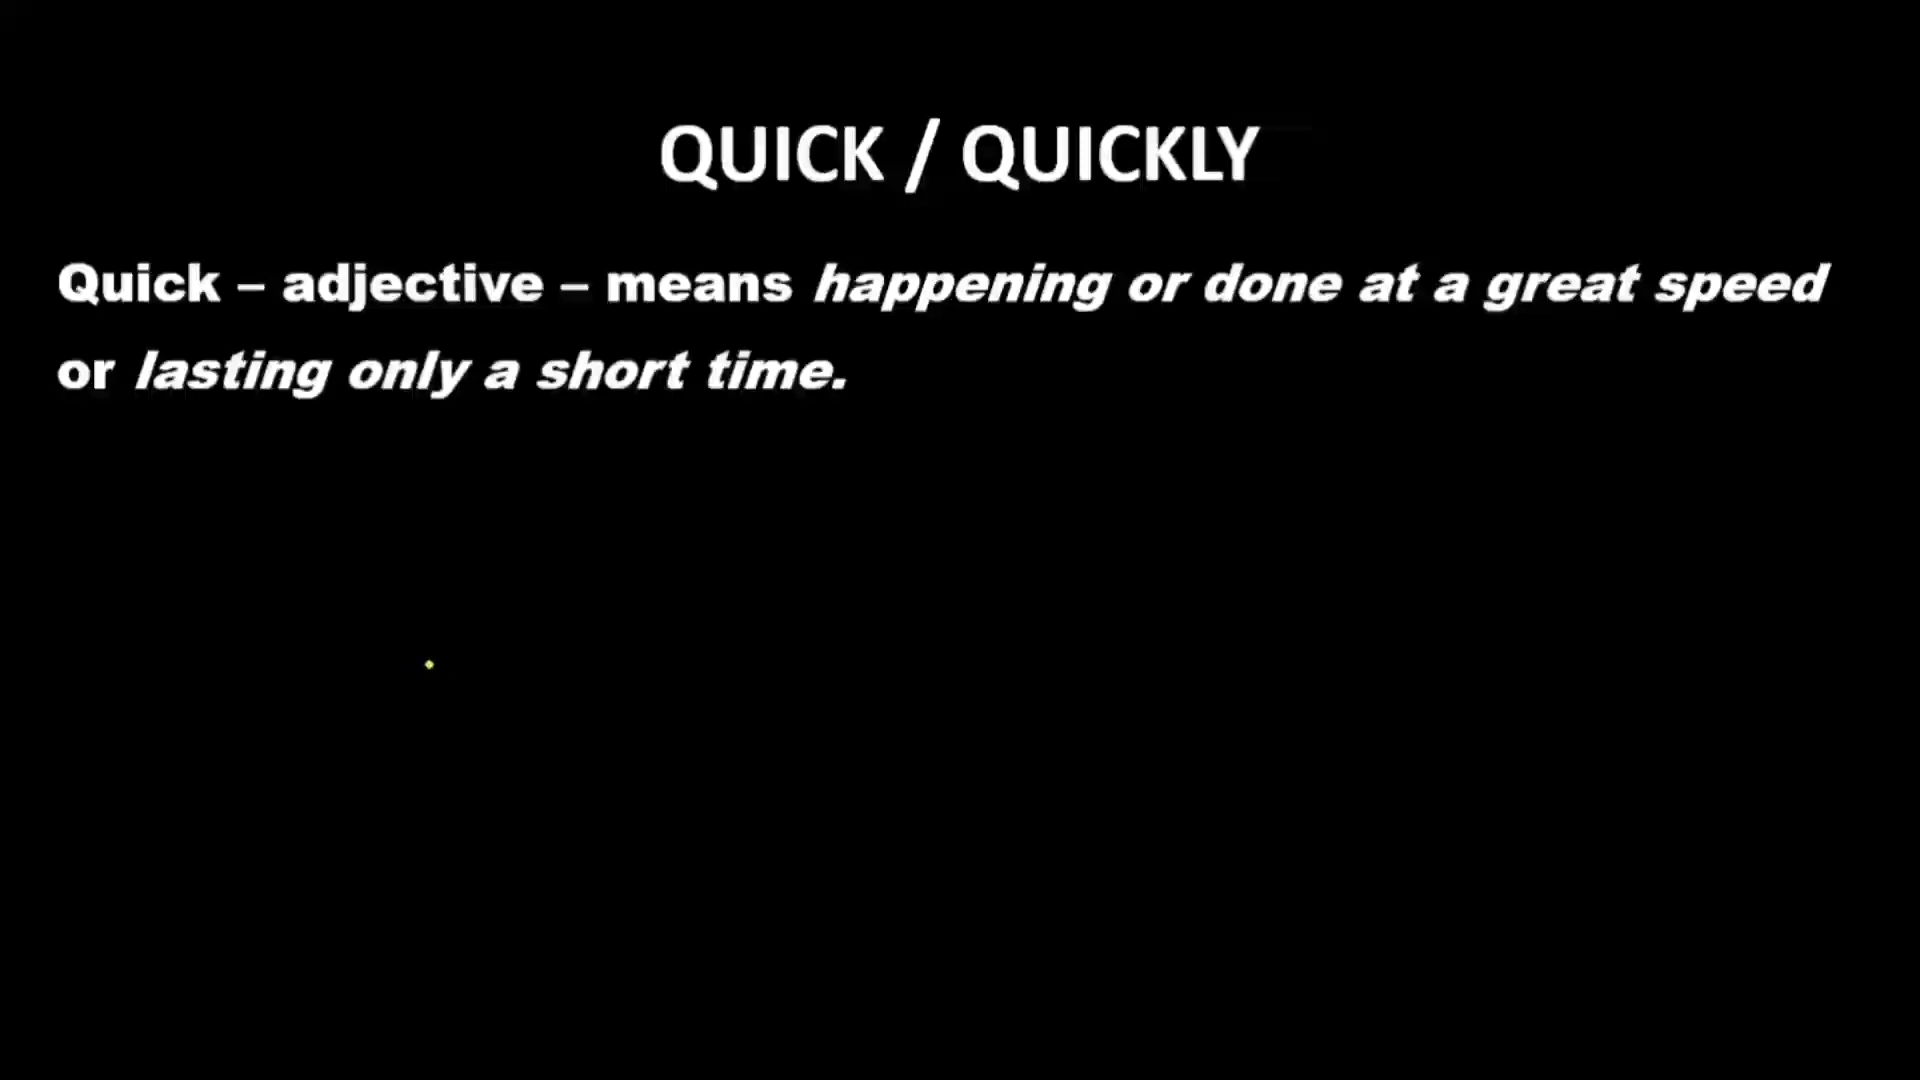 QUICK / QUICKLY
Quick – adjective – means happening or done at a great speed
or lasting only a short time.